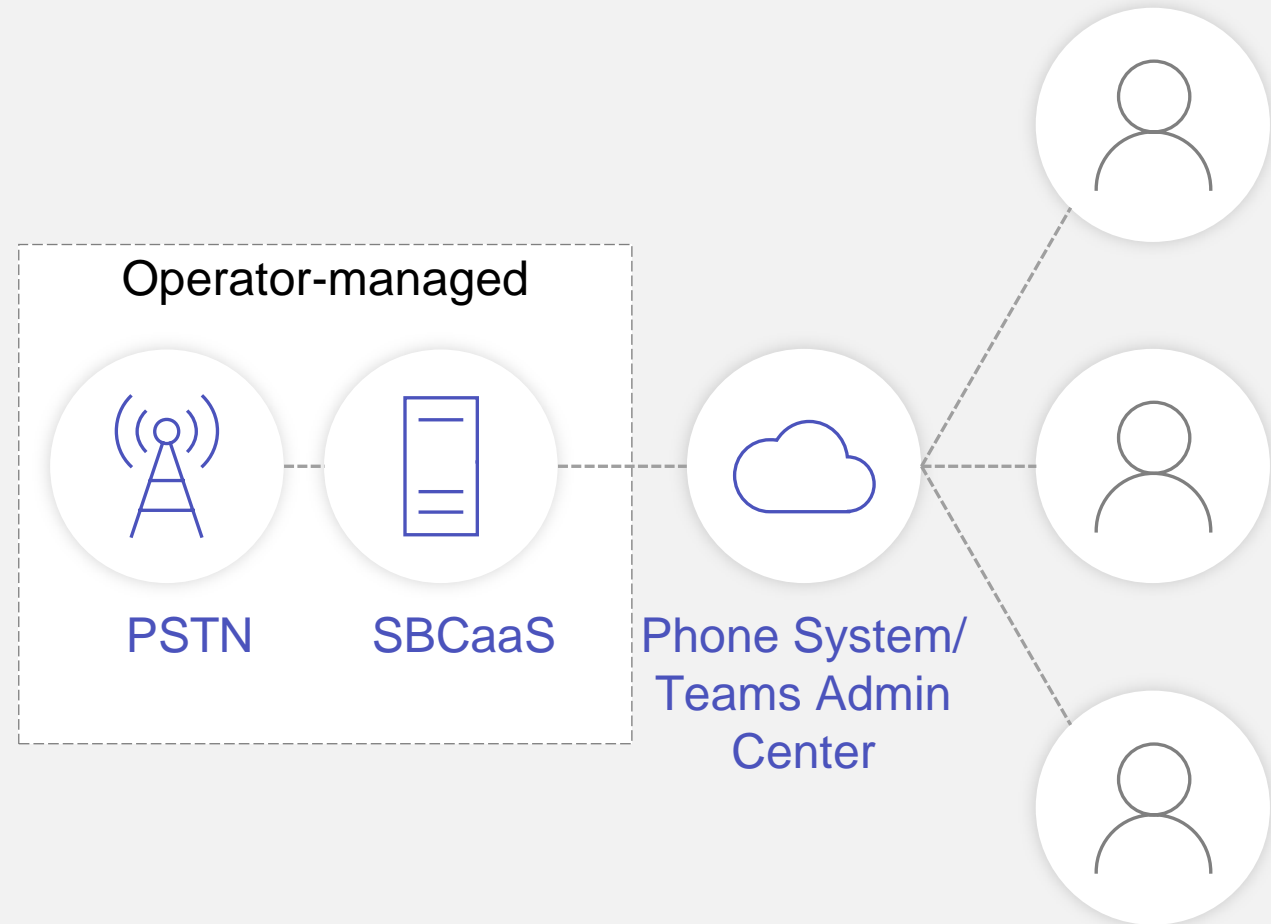 Operator-managed
PSTN
SBCaaS
Phone System/
Teams Admin
Center